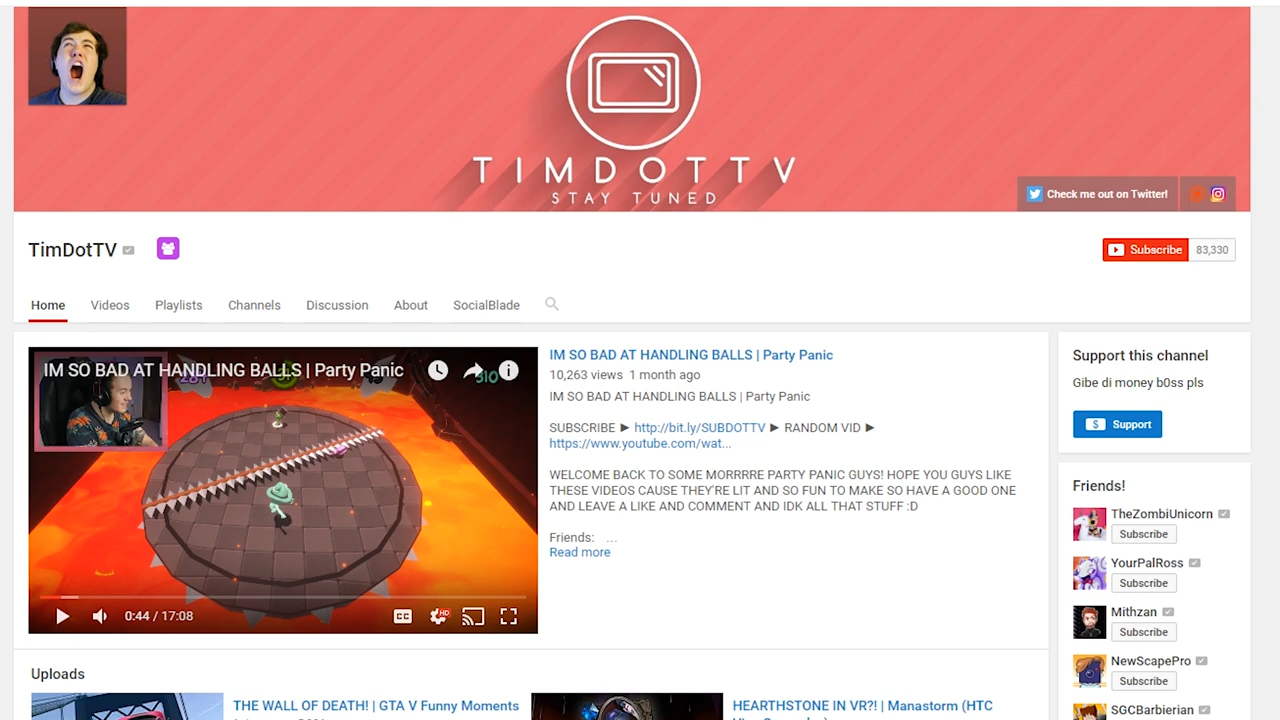 TIMDOTTV
STAY TUNED
Check me out on Twitter!
TimDotTV
Subscribe 83,330
Home Videos Playlists Channels Discussion About SocialBlade
IM SO BAD AT HANDLING BALLS | Party Panic
310
0:44 / 17:08
CC
HD
IM SO BAD AT HANDLING BALLS | Party Panic
10,263 views 1 month ago
IM SO BAD AT HANDLING BALLS | Party Panic
SUBSCRIBE ► http://bit.ly/SUBDOTTV ► RANDOM VID ►
https://www.youtube.com/wat...
WELCOME BACK TO SOME MORRRRE PARTY PANIC GUYS! HOPE YOU GUYS LIKE
THESE VIDEOS CAUSE THEY'RE LIT AND SO FUN TO MAKE SO HAVE A GOOD ONE
AND LEAVE A LIKE AND COMMENT AND IDK ALL THAT STUFF :D
Friends: ...
Read more
Support this channel
Gibe di money b0ss pls
$ Support
Friends!
TheZombiUnicorn
Subscribe
YourPalRoss
Subscribe
Mithzan
Subscribe
NewScapePro
Subscribe
SGCBarbierian
Uploads
THE WALL OF DEATH! | GTA V Funny Moments
HEARTHSTONE IN VR?! | Manastorm (HTC